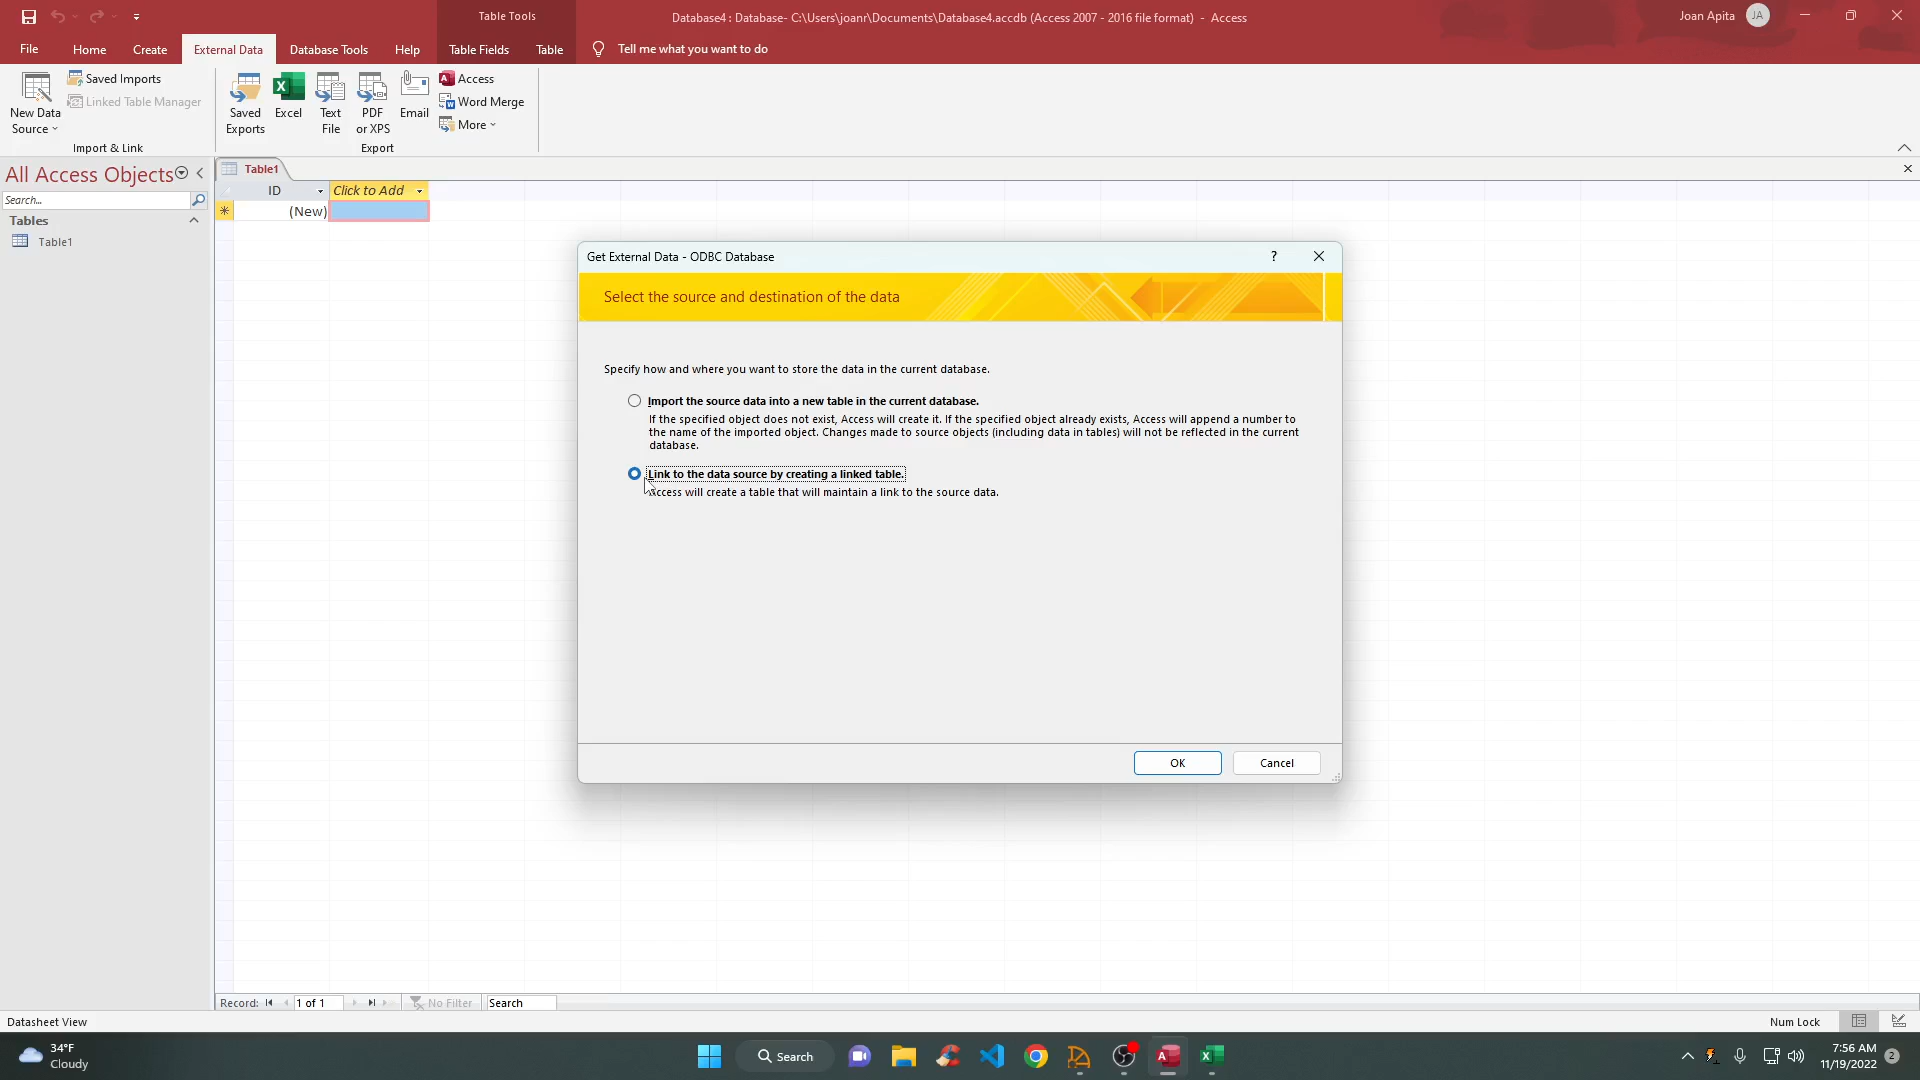 Table Tools
Database4 : Database- C:\Users\joanr\Documents\Database4.accdb (Access 2007 - 2016 file format) - Access
Joan Apita JA
File Home Create External Data Database Tools Help Table Fields Table Tell me what you want to do
New Data Source
Saved Imports
Linked Table Manager
Import & Link
Saved Exports
Excel
Text File
PDF or XPS
Email
Access
Word Merge
More
Export
All Access Objects
Search...
Tables
Table1
Table1
ID Click to Add
(New)
Get External Data - ODBC Database
Select the source and destination of the data
Specify how and where you want to store the data in the current database.
Import the source data into a new table in the current database.
If the specified object does not exist, Access will create it. If the specified object already exists, Access will append a number to
the name of the imported object. Changes made to source objects (including data in tables) will not be reflected in the current
database.
Link to the data source by creating a linked table.
Access will create a table that will maintain a link to the source data.
OK Cancel
Record: 1 of 1 No Filter Search
Datasheet View Num Lock
34°F
Cloudy
Search
7:56 AM
11/19/2022
2